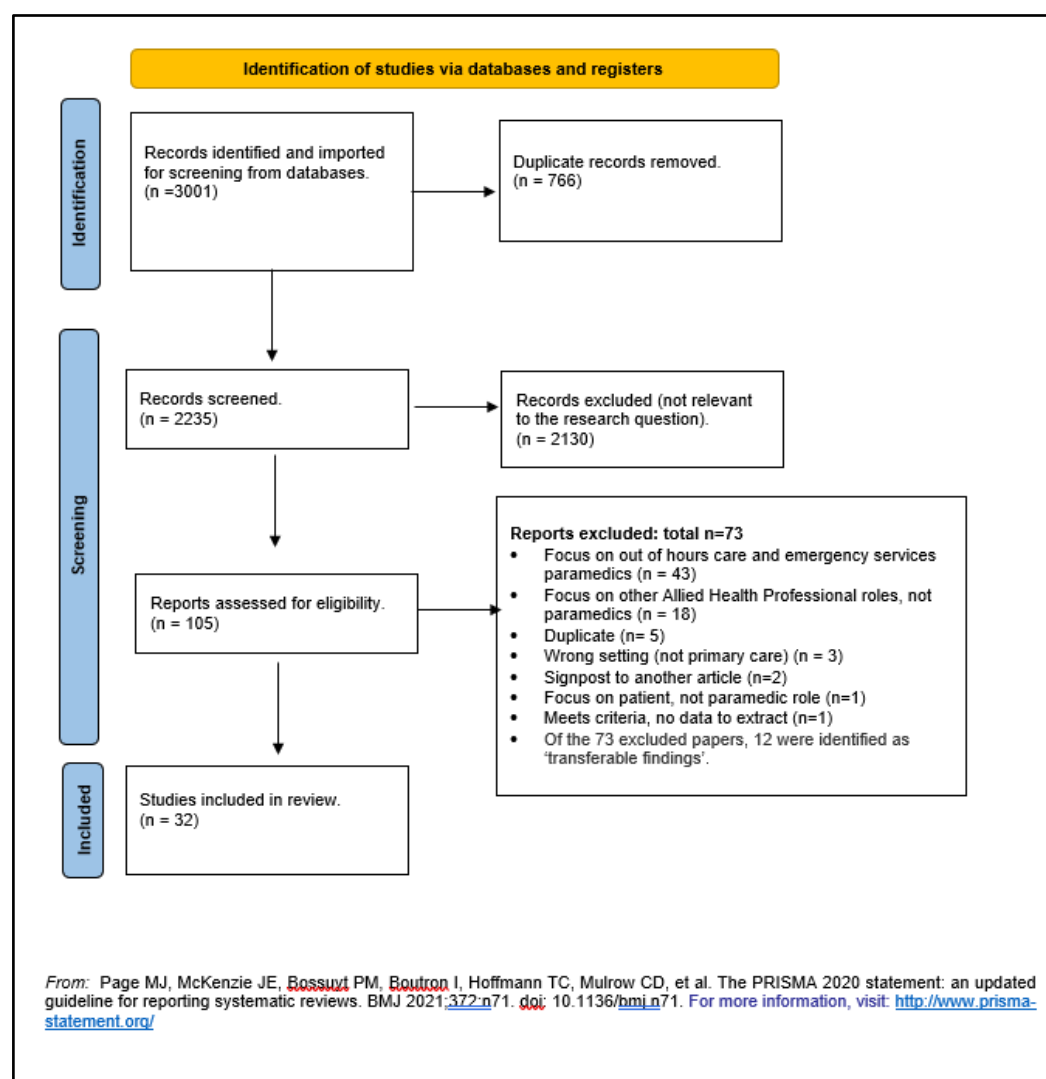 Identification of studies via databases and registers
Identification
Records identified and imported
for screening from databases.
(n =3001)
Duplicate records removed.
(n = 766)
Screening
Records screened.
(n = 2235)
Records excluded (not relevant
to the research question).
(n = 2130)
Reports assessed for eligibility.
(n = 105)
Reports excluded: total n=73
• Focus on out of hours care and emergency services
paramedics (n = 43)
• Focus on other Allied Health Professional roles, not
paramedics (n = 18)
• Duplicate (n= 5)
• Wrong setting (not primary care) (n = 3)
• Signpost to another article (n=2)
• Focus on patient, not paramedic role (n=1)
• Meets criteria, no data to extract (n=1)
• Of the 73 excluded papers, 12 were identified as
‘transferable findings’.
Included
Studies included in review.
(n = 32)
From: Page MJ, McKenzie JE, Bossuyt PM, Boutron I, Hoffmann TC, Mulrow CD, et al. The PRISMA 2020 statement: an updated
guideline for reporting systematic reviews. BMJ 2021;372:n71. doi: 10.1136/bmj.n71. For more information, visit: http://www.prisma-
statement.org/